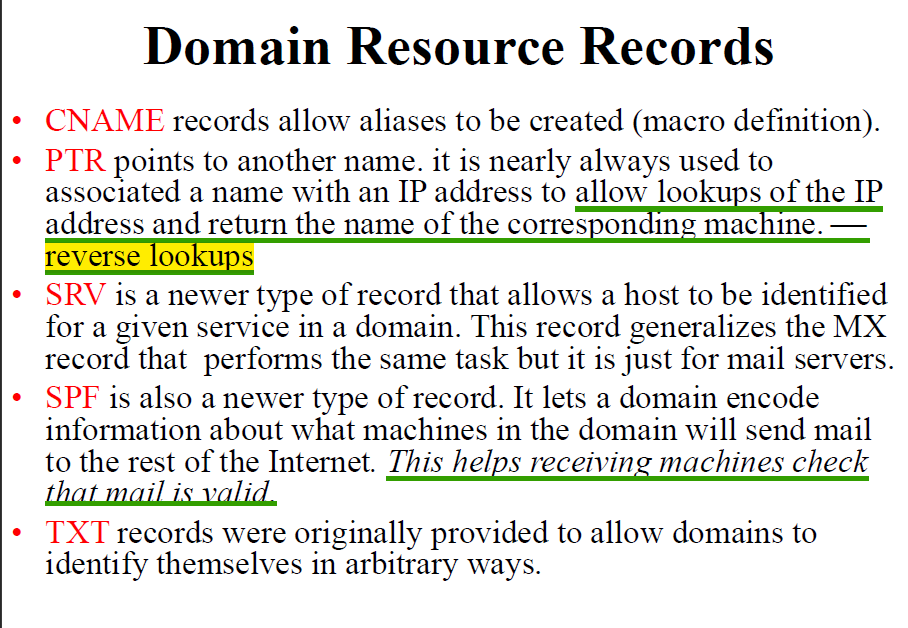 Domain Resource Records
• CNAME records allow aliases to be created (macro definition).
• PTR points to another name. it is nearly always used to
associated a name with an IP address to allow lookups of the IP
address and return the name of the corresponding machine. —
reverse lookups
• SRV is a newer type of record that allows a host to be identified
for a given service in a domain. This record generalizes the MX
record that  performs the same task but it is just for mail servers.
• SPF is also a newer type of record. It lets a domain encode
information about what machines in the domain will send mail
to the rest of the Internet. This helps receiving machines check
that mail is valid.
• TXT records were originally provided to allow domains to
identify themselves in arbitrary ways.